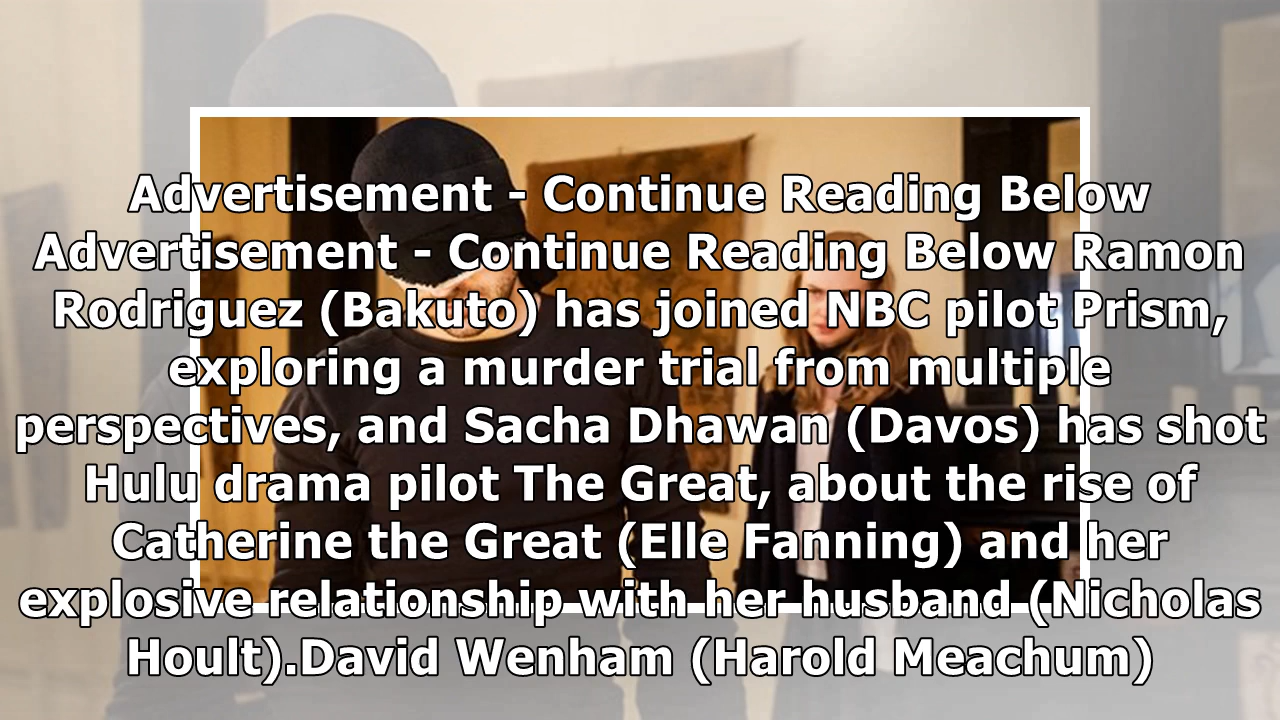 Advertisement - Continue Reading Below
Advertisement - Continue Reading Below Ramon
Rodriguez (Bakuto) has joined NBC pilot Prism,
exploring a murder trial from multiple
perspectives, and Sacha Dhawan (Davos) has shot
Hulu drama pilot The Great, about the rise of
Catherine the Great (Elle Fanning) and her
explosive relationship with her husband (Nicholas
Hoult).David Wenham (Harold Meachum)